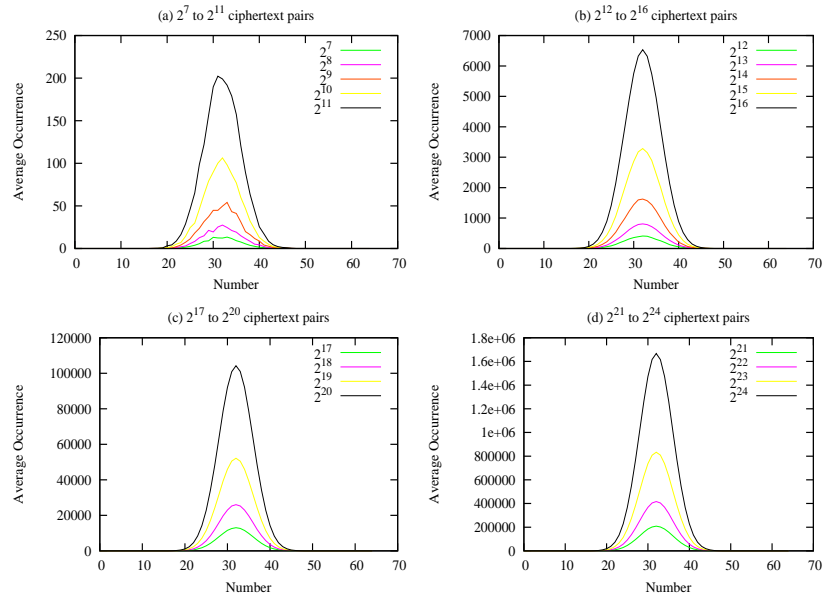 (a) 2^7 to 2^11 ciphertext pairs
250
200
150
100
50
0
0 10 20 30 40 50 60 70
Average Occurrence
Number
2^7
2^8
2^9
2^10
2^11
(b) 2^12 to 2^16 ciphertext pairs
7000
6000
5000
4000
3000
2000
1000
0
0 10 20 30 40 50 60 70
Average Occurrence
Number
2^12
2^13
2^14
2^15
2^16
(c) 2^17 to 2^20 ciphertext pairs
120000
100000
80000
60000
40000
20000
0
0 10 20 30 40 50 60 70
Average Occurrence
Number
2^17
2^18
2^19
2^20
(d) 2^21 to 2^24 ciphertext pairs
1.8e+06
1.6e+06
1.4e+06
1.2e+06
1e+06
800000
600000
400000
200000
0
0 10 20 30 40 50 60 70
Average Occurrence
Number
2^21
2^22
2^23
2^24